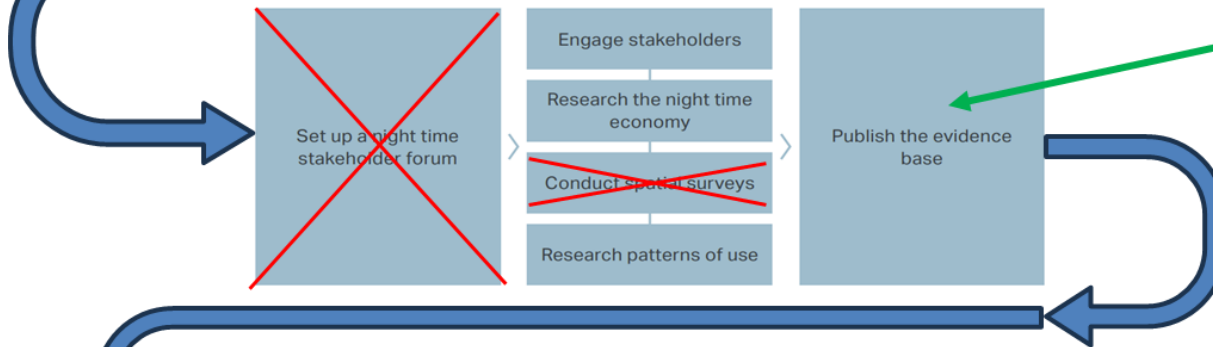 Set up a night time
stakeholder forum
Engage stakeholders
Research the night time
economy
Conduct spatial surveys
Research patterns of use
Publish the evidence
base